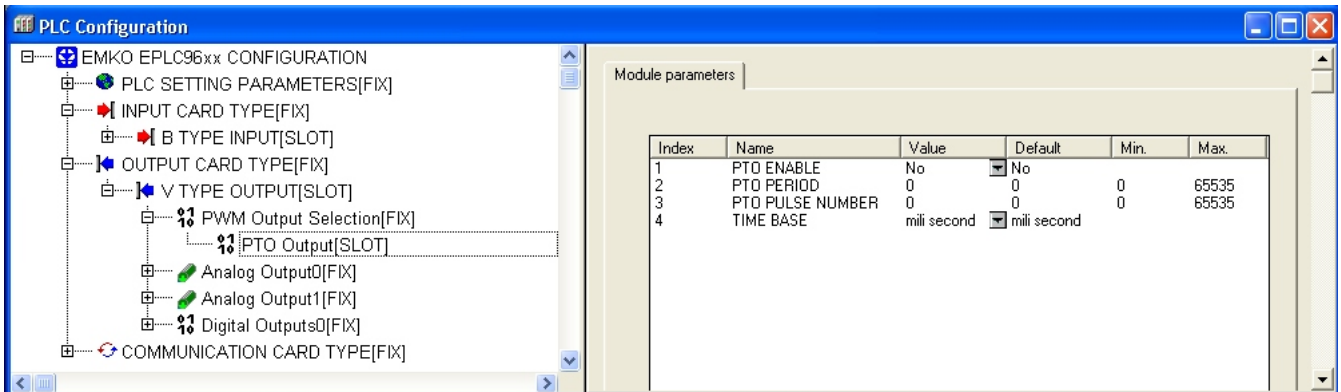 PLC Configuration
EMKO EPLC96xx CONFIGURATION
PLC SETTING PARAMETERS[FIX]
INPUT CARD TYPE[FIX]
B TYPE INPUT[SLOT]
OUTPUT CARD TYPE[FIX]
V TYPE OUTPUT[SLOT]
PWM Output Selection[FIX]
PTO Output[SLOT]
Analog Output0[FIX]
Analog Output1[FIX]
Digital Outputs0[FIX]
COMMUNICATION CARD TYPE[FIX]
Module parameters
Index Name Value Default Min. Max.
1 PTO ENABLE No No
2 PTO PERIOD 0 0 0 65535
3 PTO PULSE NUMBER 0 0 0 65535
4 TIME BASE mili second mili second